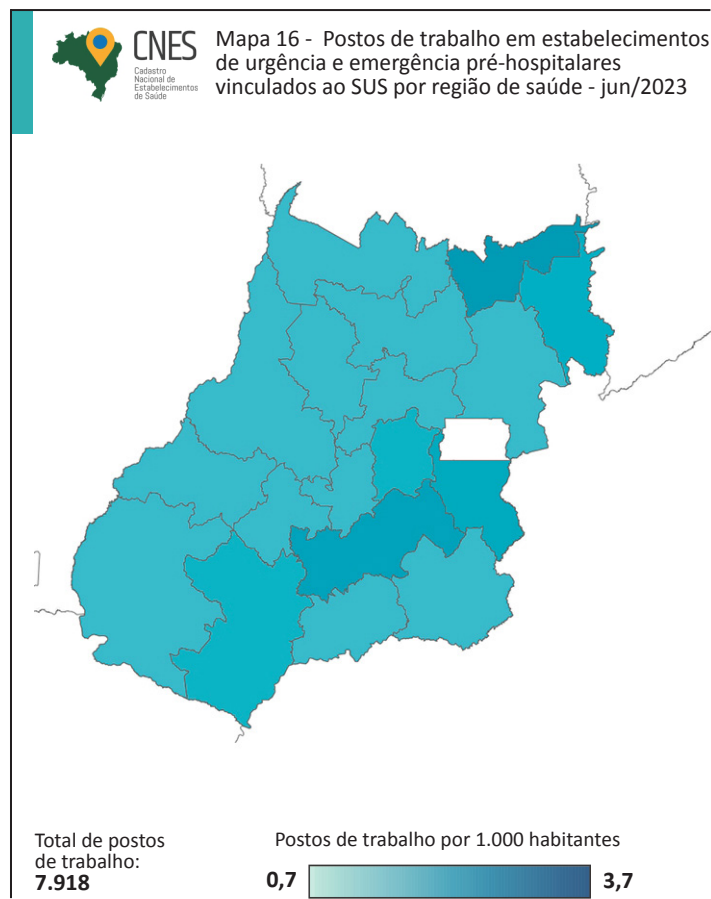 CNES
Cadastro
Nacional de
Estabelecimentos
de Saúde
Mapa 16 - Postos de trabalho em estabelecimentos
de urgência e emergência pré-hospitalares
vinculados ao SUS por região de saúde - jun/2023
Total de postos
de trabalho:
7.918
Postos de trabalho por 1.000 habitantes
0,7
3,7